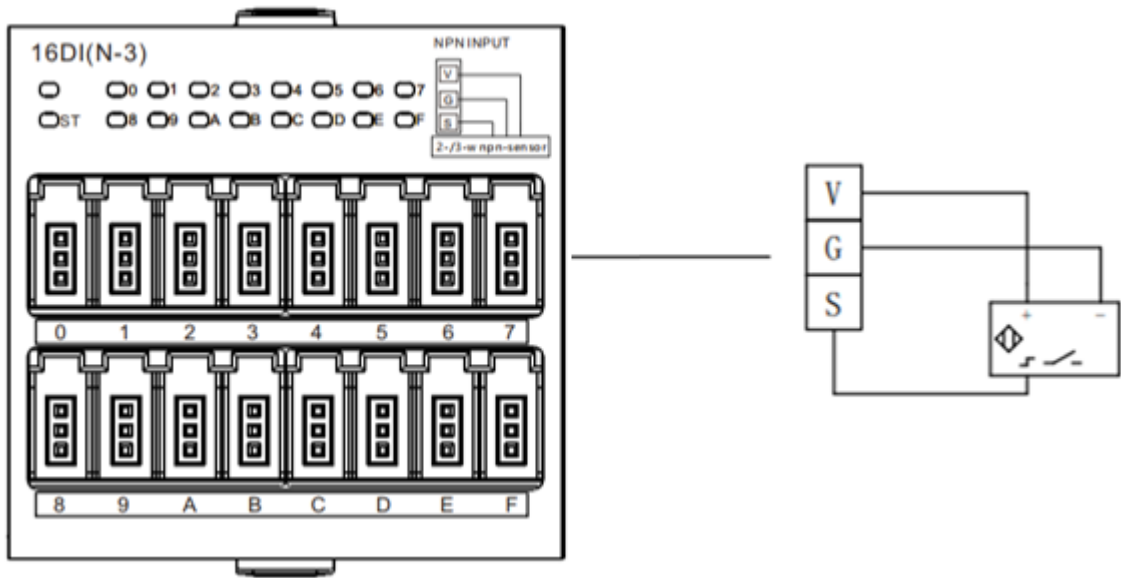 16DI(N-3)
NPN INPUT
0 1 2 3 4 5 6 7
ST 8 9 A B C D E F
V
G
S
2-/3-w npn-sensor
0 1 2 3 4 5 6 7
8 9 A B C D E F
V
G
S
+ -